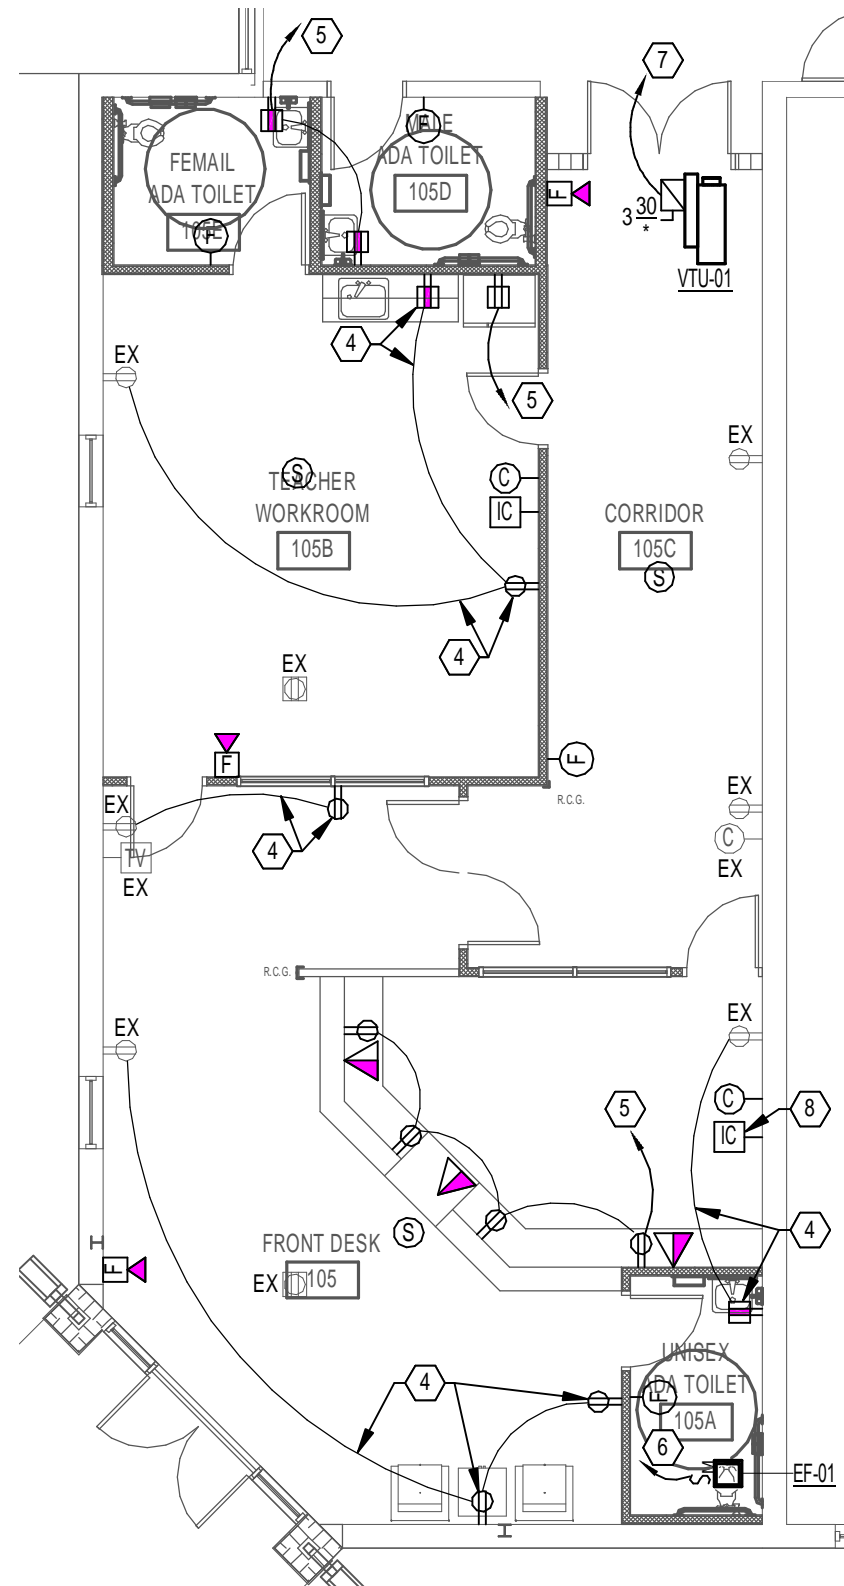 5
7
MALE
F
ADA TOILET
105D
FEMAIL
ADA TOILET
105E
F
F
3 30
*
VTU-01
4
5
EX
EX
S
TEACHER
WORKROOM
105B
C
IC
CORRIDOR
105C
S
4
EX
F
F
R.C.G.
EX
EX
4
TV
EX
C
EX
R.C.G.
EX
EX
5
C
8
IC
4
S
FRONT DESK
105
EX
F
UNISEX
ADA TOILET
105A
F
4
6
S
M
EF-01